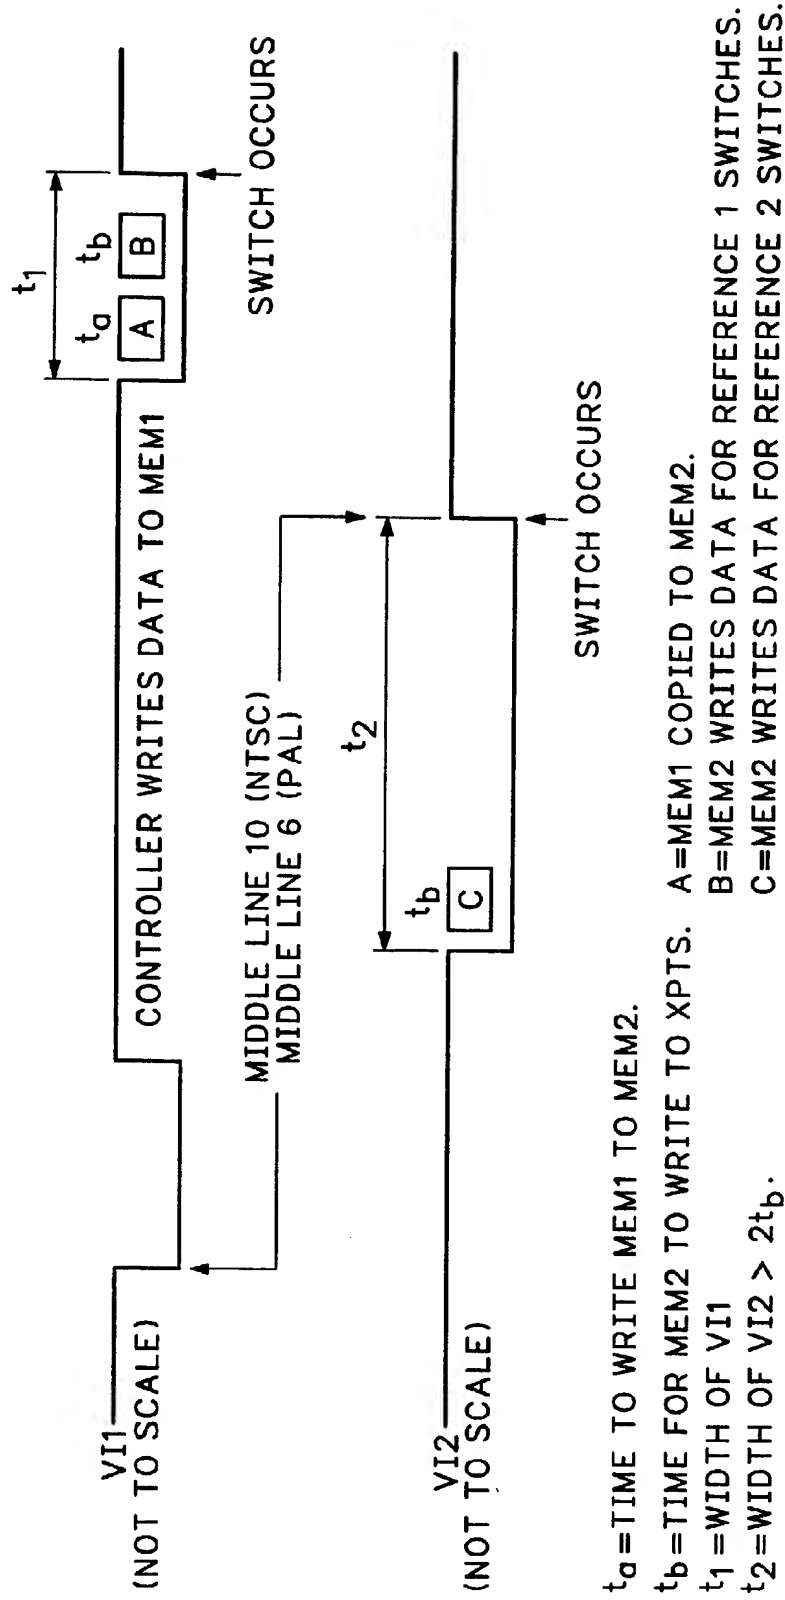 VI1
(NOT TO SCALE)
CONTROLLER WRITES DATA TO MEM1
t1
ta
tb
A
B
SWITCH OCCURS
MIDDLE LINE 10 (NTSC)
MIDDLE LINE 6 (PAL)
VI2
(NOT TO SCALE)
t2
tb
C
SWITCH OCCURS
ta=TIME TO WRITE MEM1 TO MEM2.
tb=TIME FOR MEM2 TO WRITE TO XPTS.
t1=WIDTH OF VI1
t2=WIDTH OF VI2 > 2tb.
A=MEM1 COPIED TO MEM2.
B=MEM2 WRITES DATA FOR REFERENCE 1 SWITCHES.
C=MEM2 WRITES DATA FOR REFERENCE 2 SWITCHES.